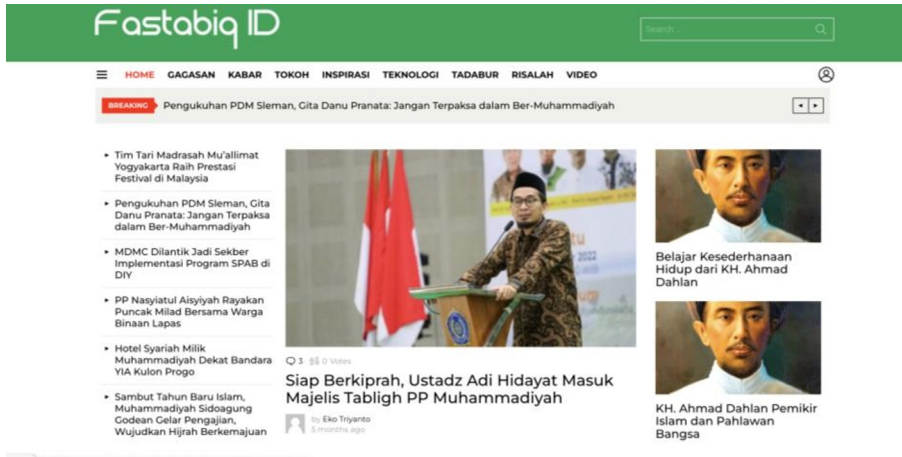 Fastabiq ID
Search ...
HOME GAGASAN KABAR TOKOH INSPIRASI TEKNOLOGI TADABUR RISALAH VIDEO
BREAKING Pengukuhan PDM Sleman, Gita Danu Pranata: Jangan Terpaksa dalam Ber-Muhammadiyah
Tim Tari Madrasah Mu'allimat
Yogyakarta Raih Prestasi
Festival di Malaysia
Pengukuhan PDM Sleman, Gita
Danu Pranata: Jangan Terpaksa
dalam Ber-Muhammadiyah
MDMC Dilantik Jadi Sekber
Implementasi Program SPAB di
DIY
PP Nasyiatul Aisyiyah Rayakan
Puncak Milad Bersama Warga
Binaan Lapas
Hotel Syariah Milik
Muhammadiyah Dekat Bandara
YIA Kulon Progo
Sambut Tahun Baru Islam,
Muhammadiyah Sidoagung
Godean Gelar Pengajian,
Wujudkan Hijrah Berkemajuan
2022
3 0 Votes
Siap Berkiprah, Ustadz Adi Hidayat Masuk
Majelis Tabligh PP Muhammadiyah
by Eko Triyanto
5 months ago
Belajar Kesederhanaan
Hidup dari KH. Ahmad
Dahlan
KH. Ahmad Dahlan Pemikir
Islam dan Pahlawan
Bangsa